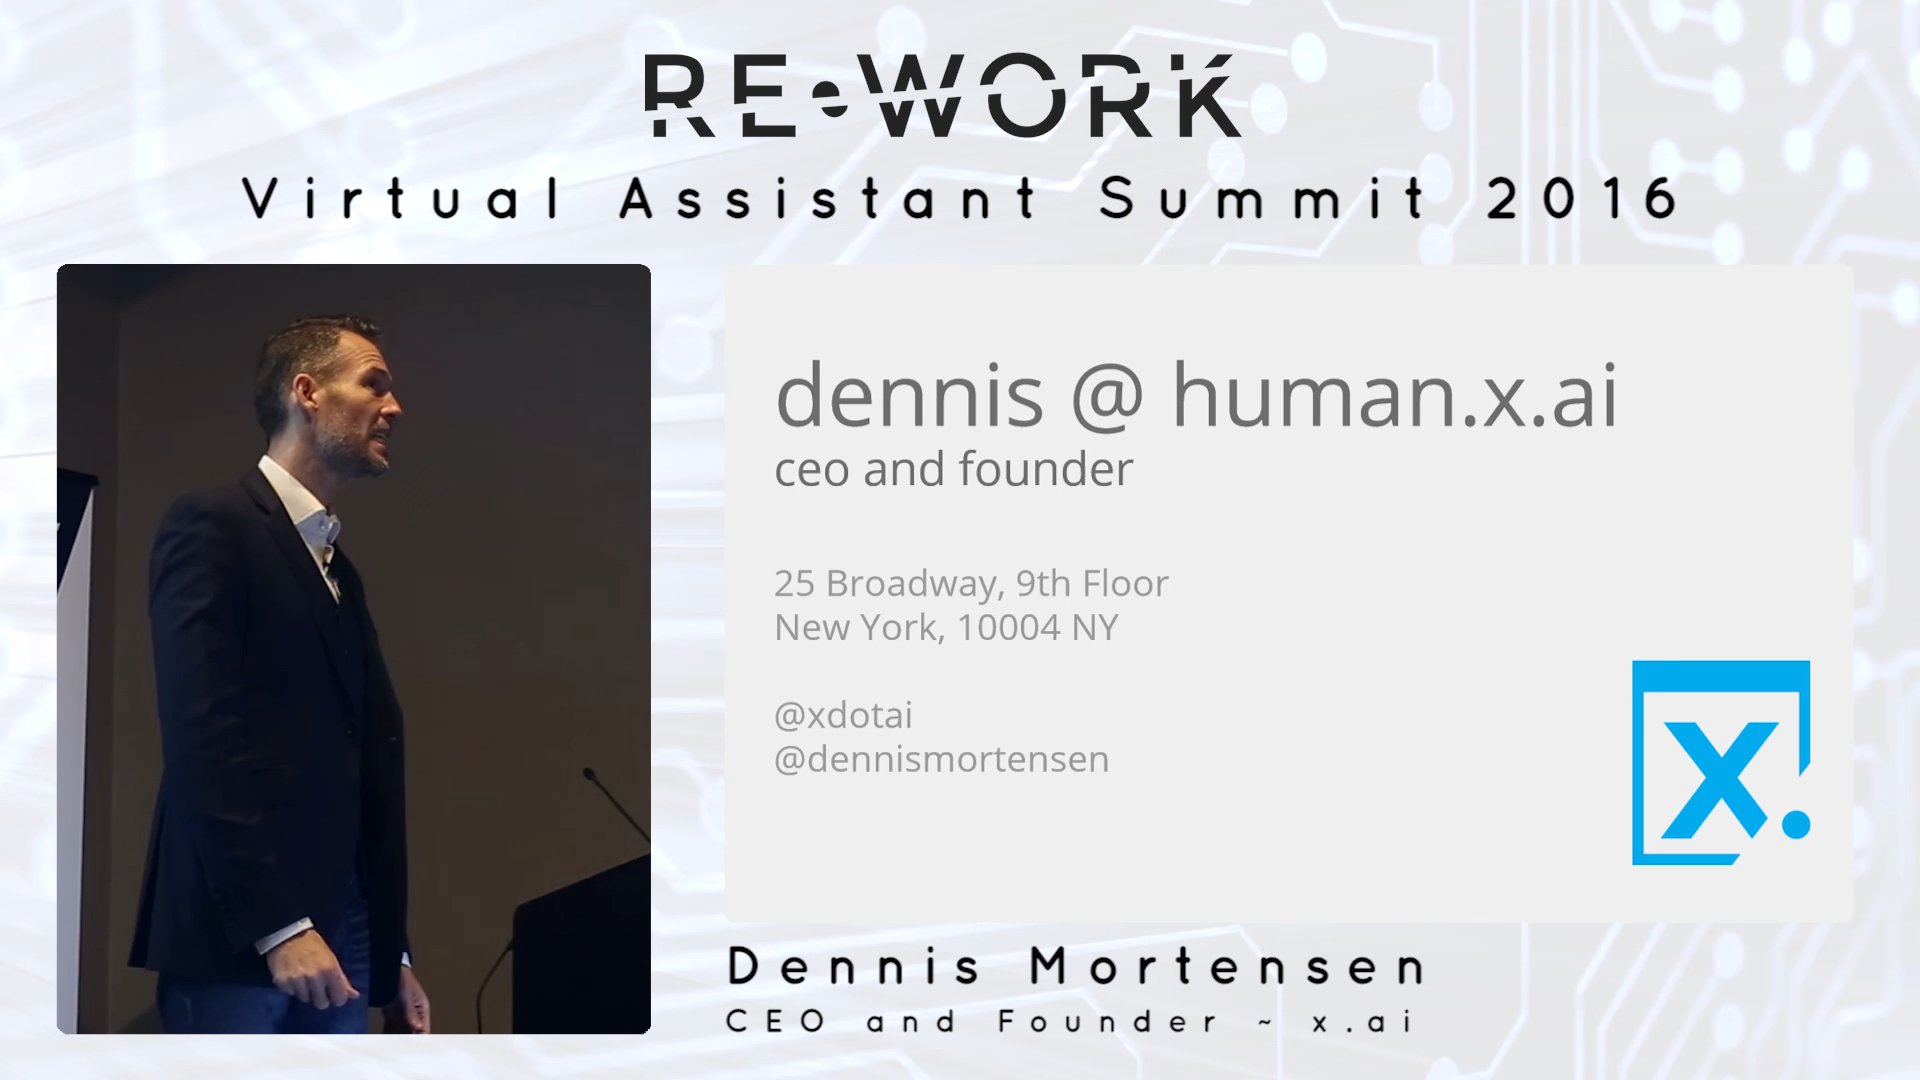 RE•WORK
Virtual Assistant Summit 2016
dennis @ human.x.ai
ceo and founder
25 Broadway, 9th Floor
New York, 10004 NY
@xdotai
@dennismortensen
x.
Dennis Mortensen
CEO and Founder ~ x.ai